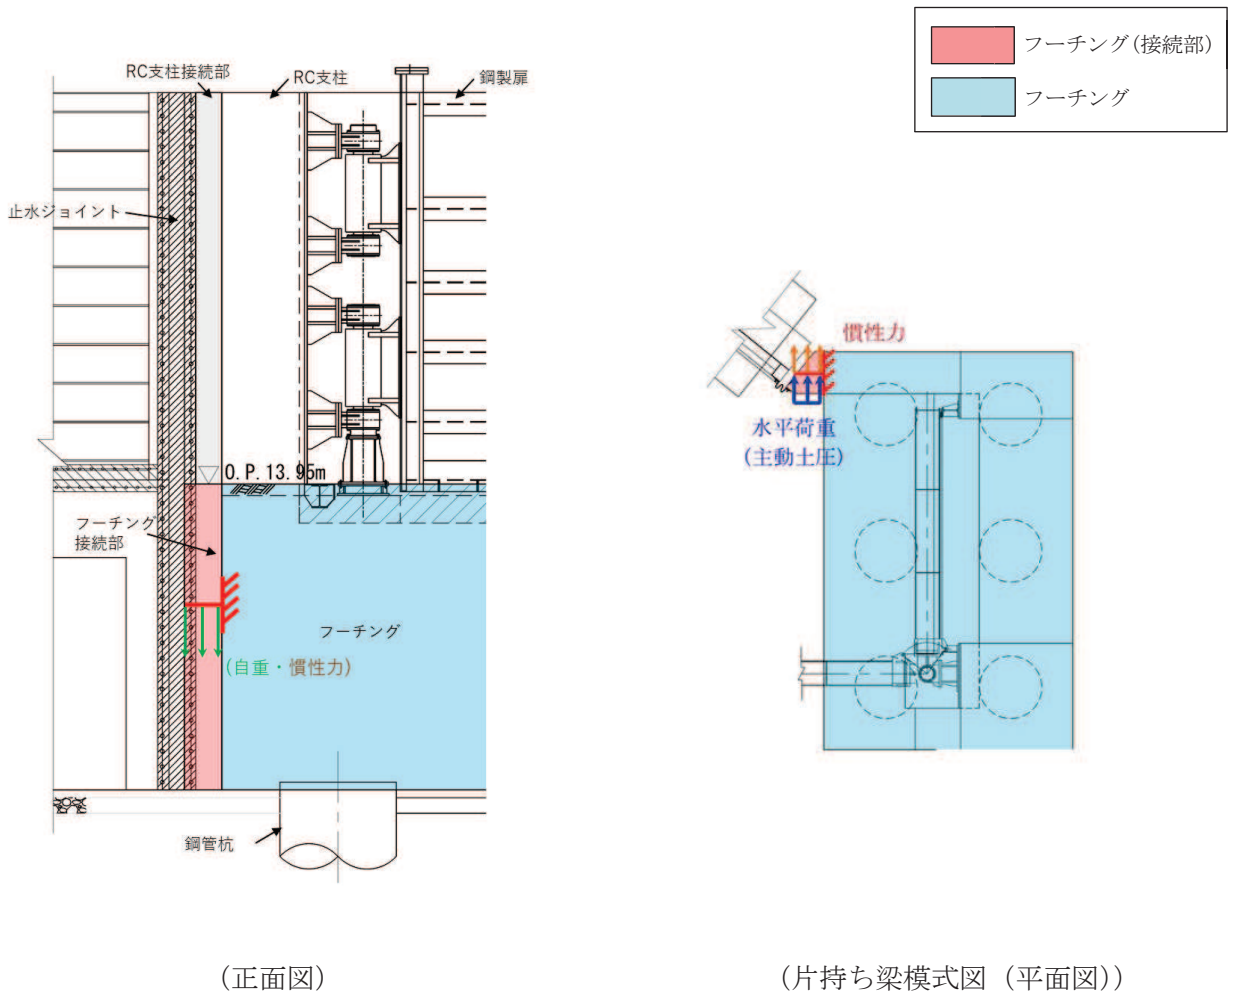 フーチング(接続部)
フーチング
RC支柱接続部
RC支柱
鋼製扉
止水ジョイント
O.P.13.95m
フーチング
接続部
フーチング
(自重・慣性力)
鋼管杭
慣性力
水平荷重
(主動土圧)
(正面図)
(片持ち梁模式図(平面図))